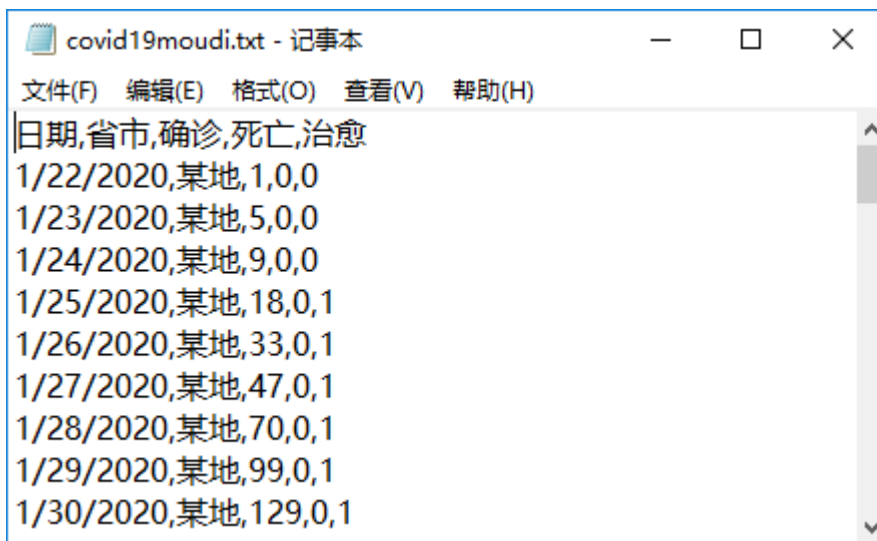 covid19moudi.txt - 记事本
文件(F) 编辑(E) 格式(O) 查看(V) 帮助(H)
日期,省市,确诊,死亡,治愈
1/22/2020,某地,1,0,0
1/23/2020,某地,5,0,0
1/24/2020,某地,9,0,0
1/25/2020,某地,18,0,1
1/26/2020,某地,33,0,1
1/27/2020,某地,47,0,1
1/28/2020,某地,70,0,1
1/29/2020,某地,99,0,1
1/30/2020,某地,129,0,1